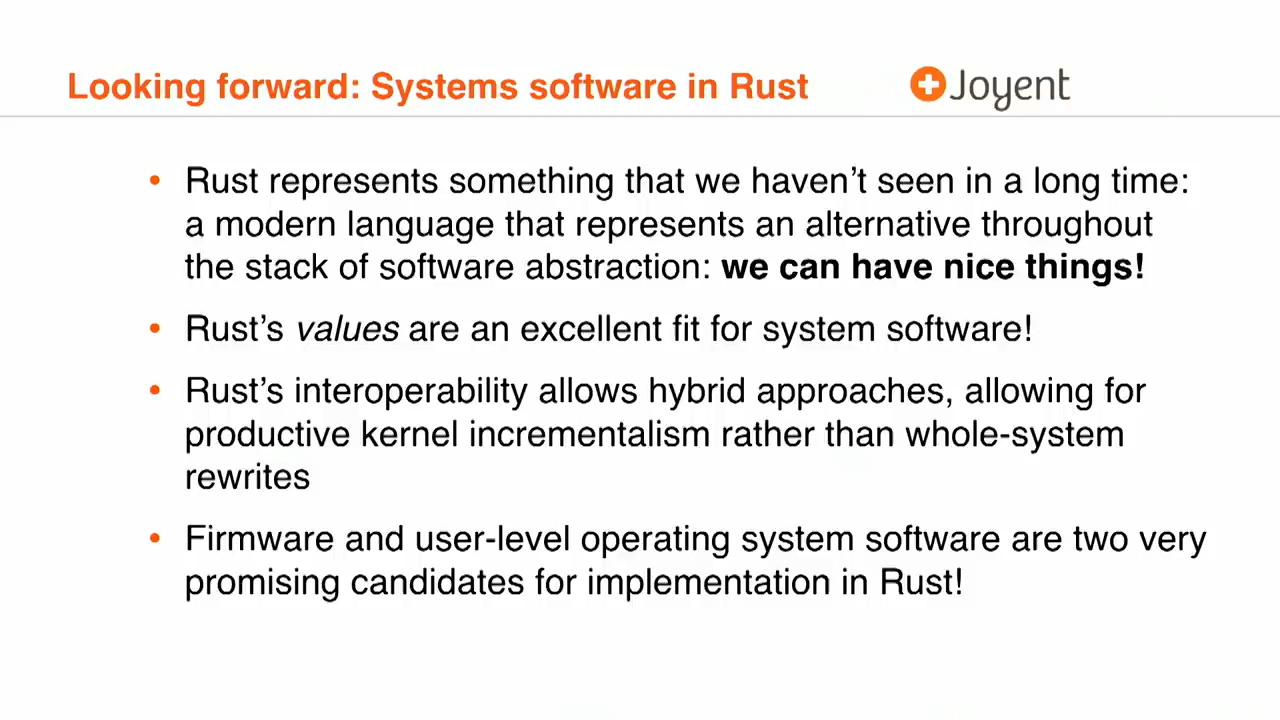 Looking forward: Systems software in Rust
Joyent
• Rust represents something that we haven’t seen in a long time:
a modern language that represents an alternative throughout
the stack of software abstraction: we can have nice things!
• Rust’s values are an excellent fit for system software!
• Rust’s interoperability allows hybrid approaches, allowing for
productive kernel incrementalism rather than whole-system
rewrites
• Firmware and user-level operating system software are two very
promising candidates for implementation in Rust!